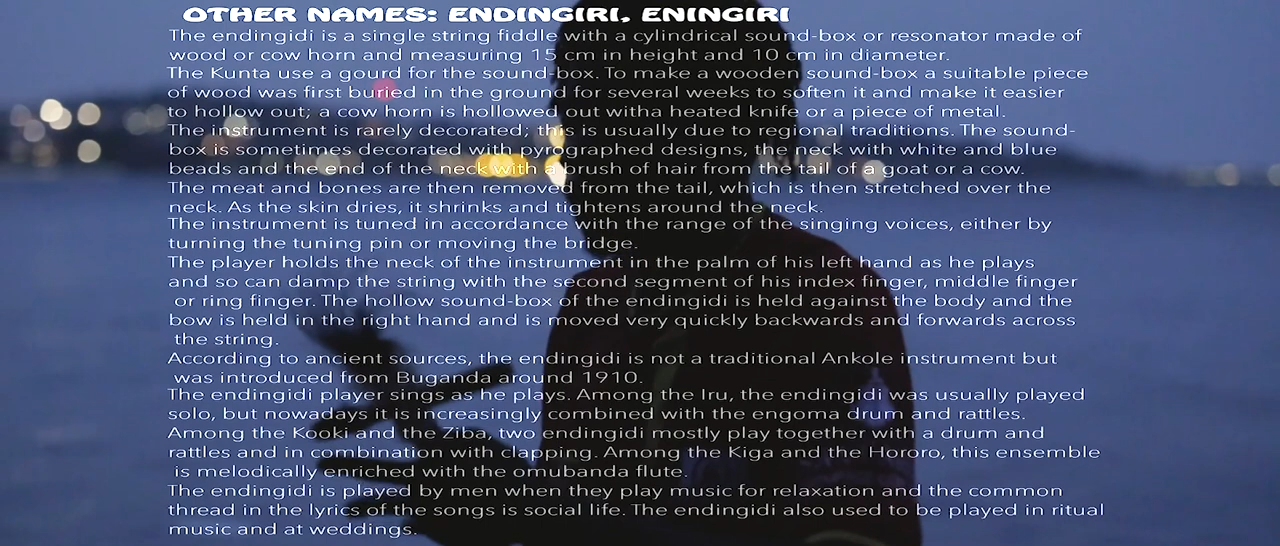 OTHER NAMES: ENDINGIRI, ENINGIRI
The endingidi is a single string fiddle with a cylindrical sound-box or resonator made of
wood or cow horn and measuring 15 cm in height and 10 cm in diameter.
The Kunta use a gourd for the sound-box. To make a wooden sound-box a suitable piece
of wood was first buried in the ground for several weeks to soften it and make it easier
to hollow out; a cow horn is hollowed out witha heated knife or a piece of metal.
The instrument is rarely decorated; this is usually due to regional traditions. The sound-
box is sometimes decorated with pyrographed designs, the neck with white and blue
beads and the end of the neck with a brush of hair from the tail of a goat or a cow.
The meat and bones are then removed from the tail, which is then stretched over the
neck. As the skin dries, it shrinks and tightens around the neck.
The instrument is tuned in accordance with the range of the singing voices, either by
turning the tuning pin or moving the bridge.
The player holds the neck of the instrument in the palm of his left hand as he plays
and so can damp the string with the second segment of his index finger, middle finger
or ring finger. The hollow sound-box of the endingidi is held against the body and the
bow is held in the right hand and is moved very quickly backwards and forwards across
the string.
According to ancient sources, the endingidi is not a traditional Ankole instrument but
was introduced from Buganda around 1910.
The endingidi player sings as he plays. Among the Iru, the endingidi was usually played
solo, but nowadays it is increasingly combined with the engoma drum and rattles.
Among the Kooki and the Ziba, two endingidi mostly play together with a drum and
rattles and in combination with clapping. Among the Kiga and the Hororo, this ensemble
is melodically enriched with the omubanda flute.
The endingidi is played by men when they play music for relaxation and the common
thread in the lyrics of the songs is social life. The endingidi also used to be played in ritual
music and at weddings.